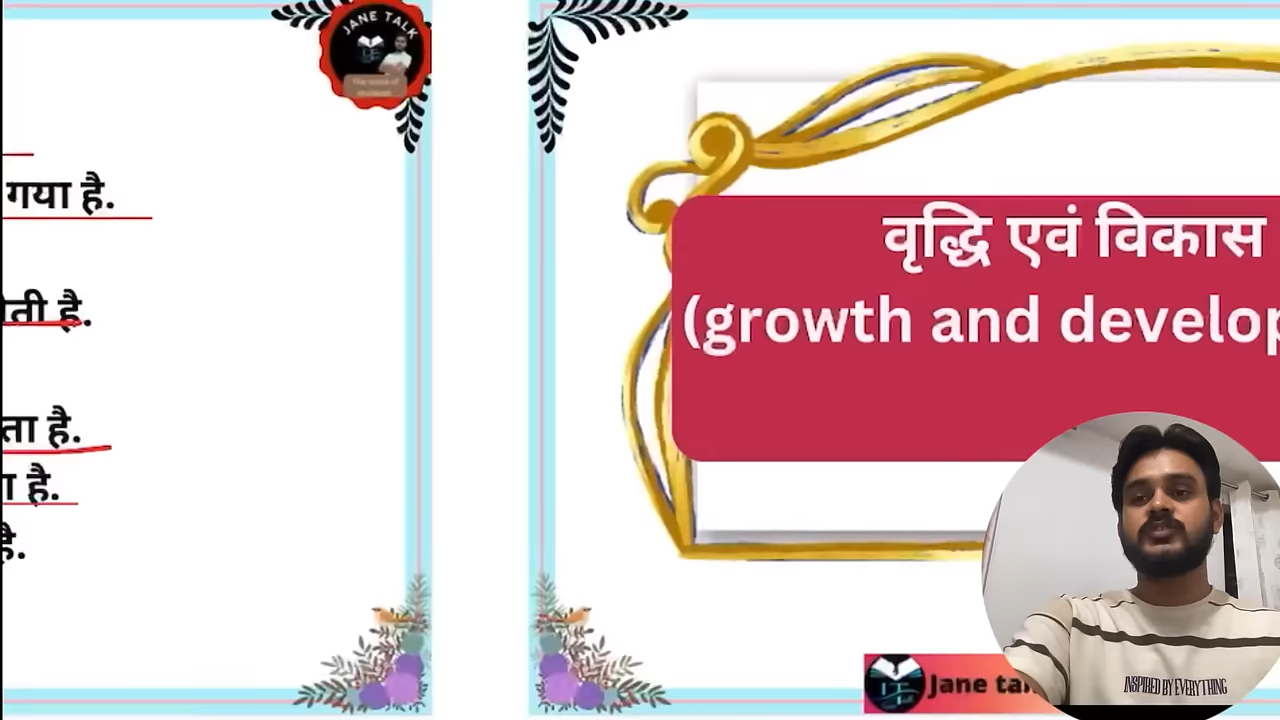 JANE TALK
गया है.
है.
ता है.
है.
है.
वृद्धि एवं विकास
(growth and develop
Jane ta
INSPIRED BY EVERYTHING